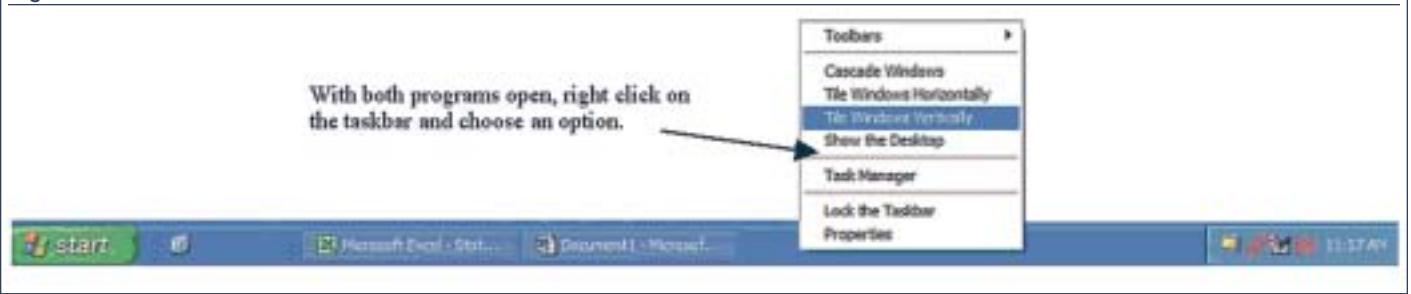 With both programs open, right click on
the taskbar and choose an option.
Toolbars
Cascade Windows
Tile Windows Horizontally
Tile Windows Vertically
Show the Desktop
Task Manager
Lock the Taskbar
Properties
start
Microsoft Excel - Stat...
Document1 - Microsof...
11:17 AM